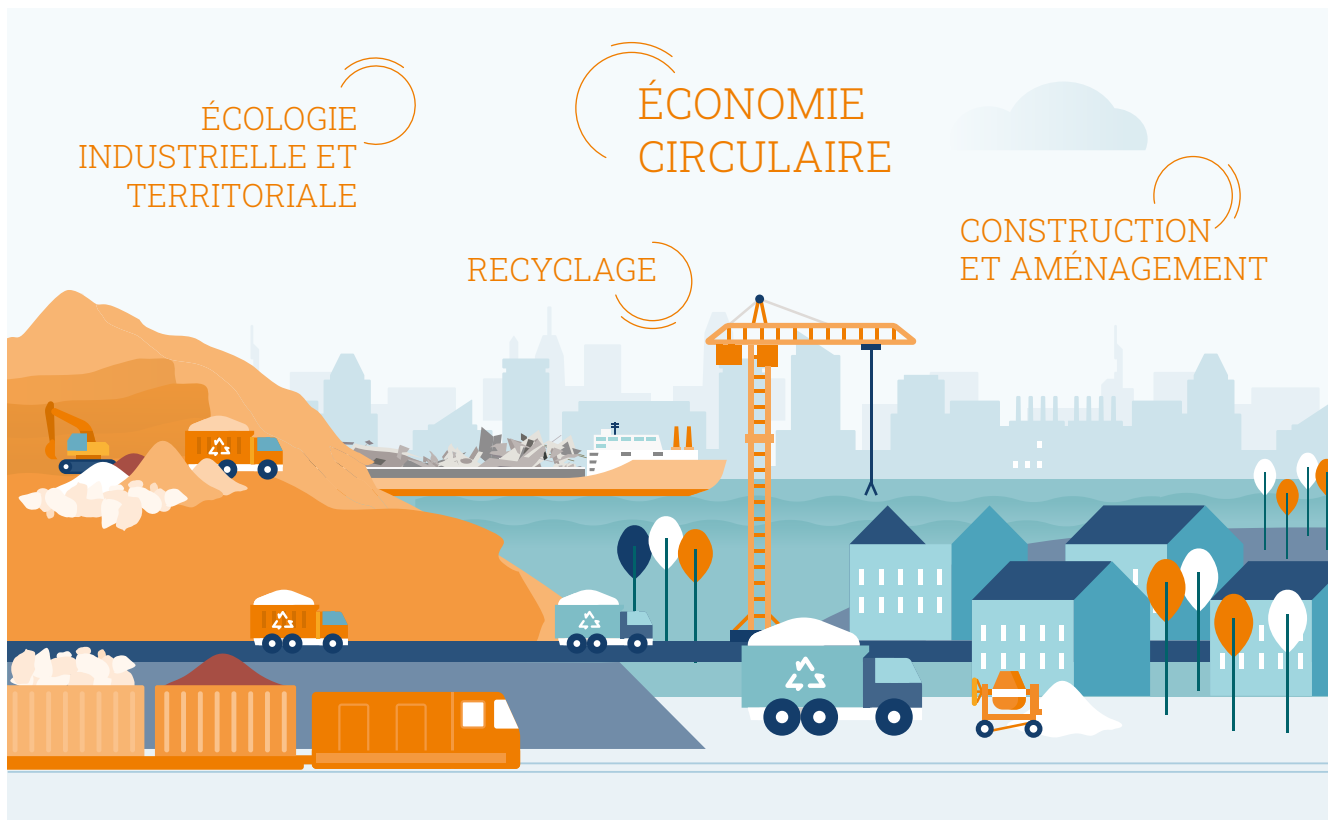 ÉCOLOGIE
INDUSTRIELLE ET
TERRITORIALE
ÉCONOMIE
CIRCULAIRE
RECYCLAGE
CONSTRUCTION
ET AMÉNAGEMENT